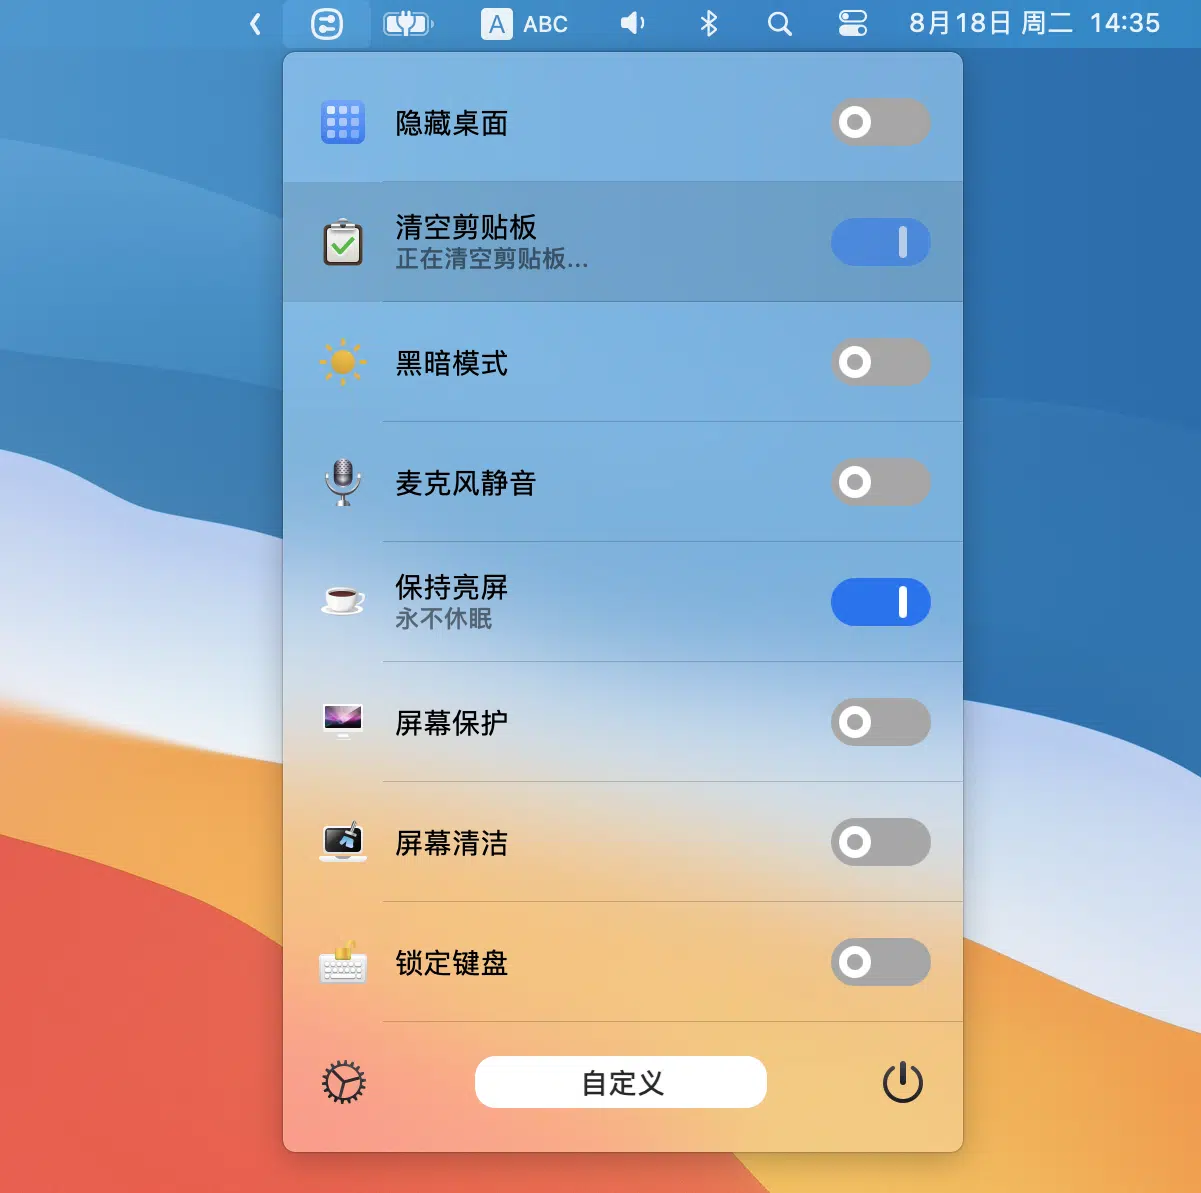 A ABC 8月18日 周二 14:35
隐藏桌面
清空剪贴板
正在清空剪贴板...
黑暗模式
麦克风静音
保持亮屏
永不休眠
屏幕保护
屏幕清洁
锁定键盘
自定义